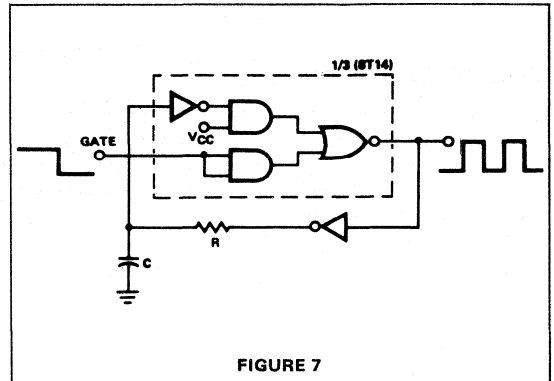 1/3 (8T14)
VCC
GATE
R
C
FIGURE 7